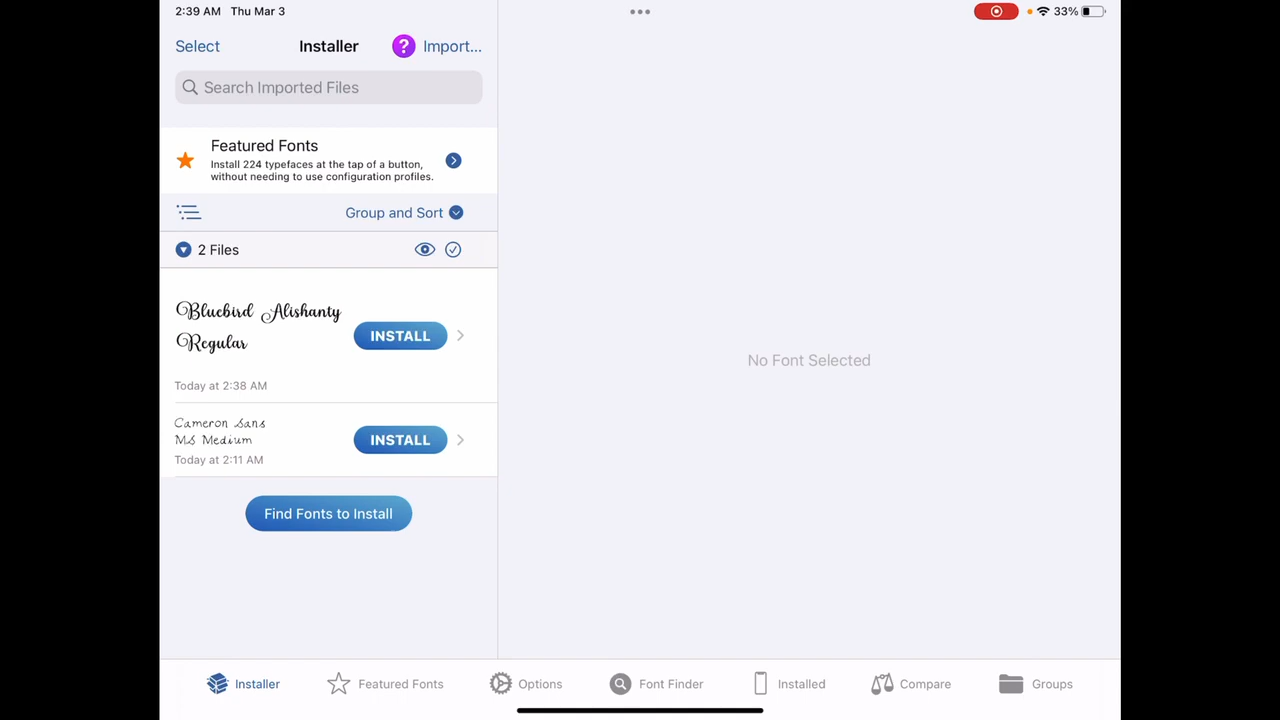 2:39 AM Thu Mar 3
33%
Select
Installer
?
Import...
Search Imported Files
Featured Fonts
Install 224 typefaces at the tap of a button,
without needing to use configuration profiles.
Group and Sort
2 Files
Bluebird Alishanty
Regular
INSTALL
Today at 2:38 AM
Cameron Sans
MS Medium
INSTALL
Today at 2:11 AM
Find Fonts to Install
No Font Selected
Installer
Featured Fonts
Options
Font Finder
Installed
Compare
Groups